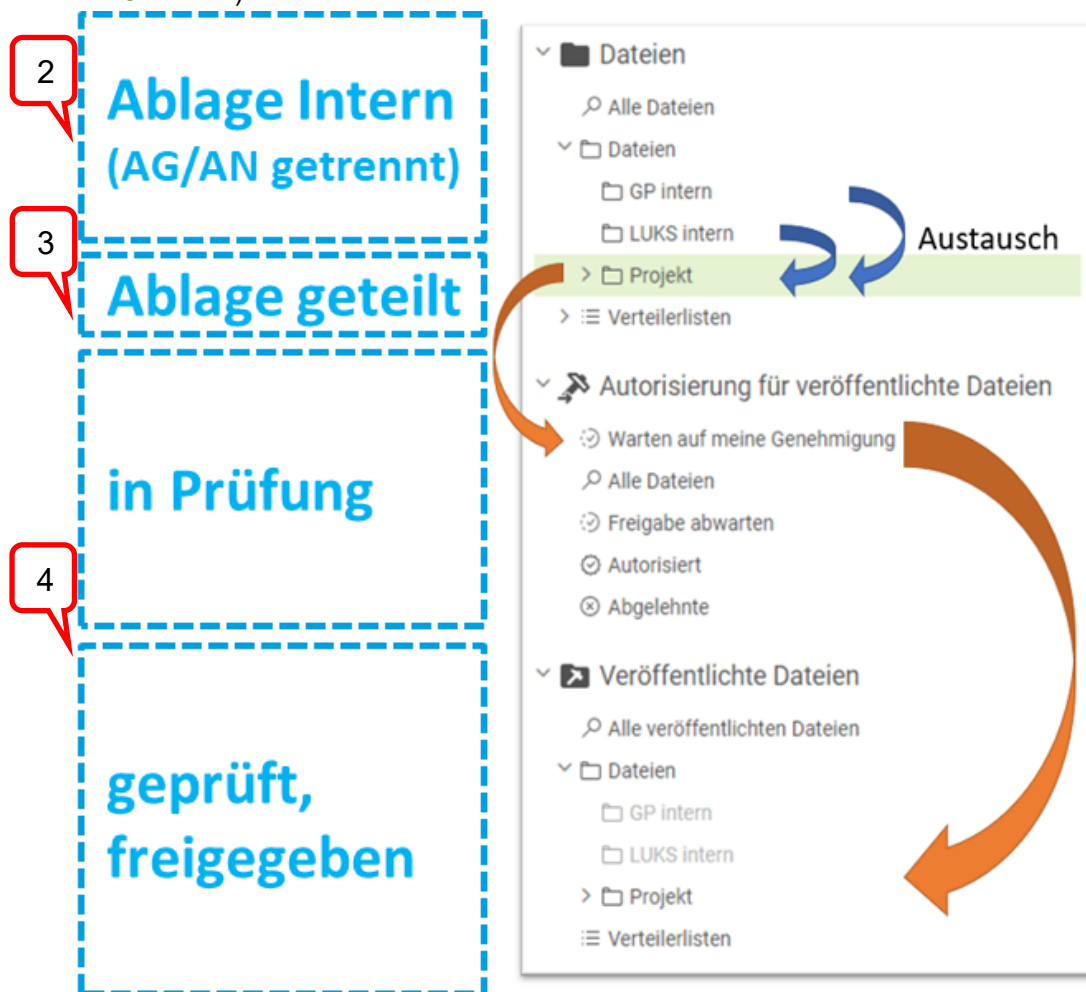 2
Ablage Intern
(AG/AN getrennt)
3
Ablage geteilt
in Prüfung
4
geprüft,
freigegeben
Dateien
Alle Dateien
Dateien
GP intern
LUKS intern
Austausch
Projekt
Verteilerlisten
Autorisierung für veröffentlichte Dateien
Warten auf meine Genehmigung
Alle Dateien
Freigabe abwarten
Autorisiert
Abgelehnte
Veröffentlichte Dateien
Alle veröffentlichten Dateien
Dateien
GP intern
LUKS intern
Projekt
Verteilerlisten